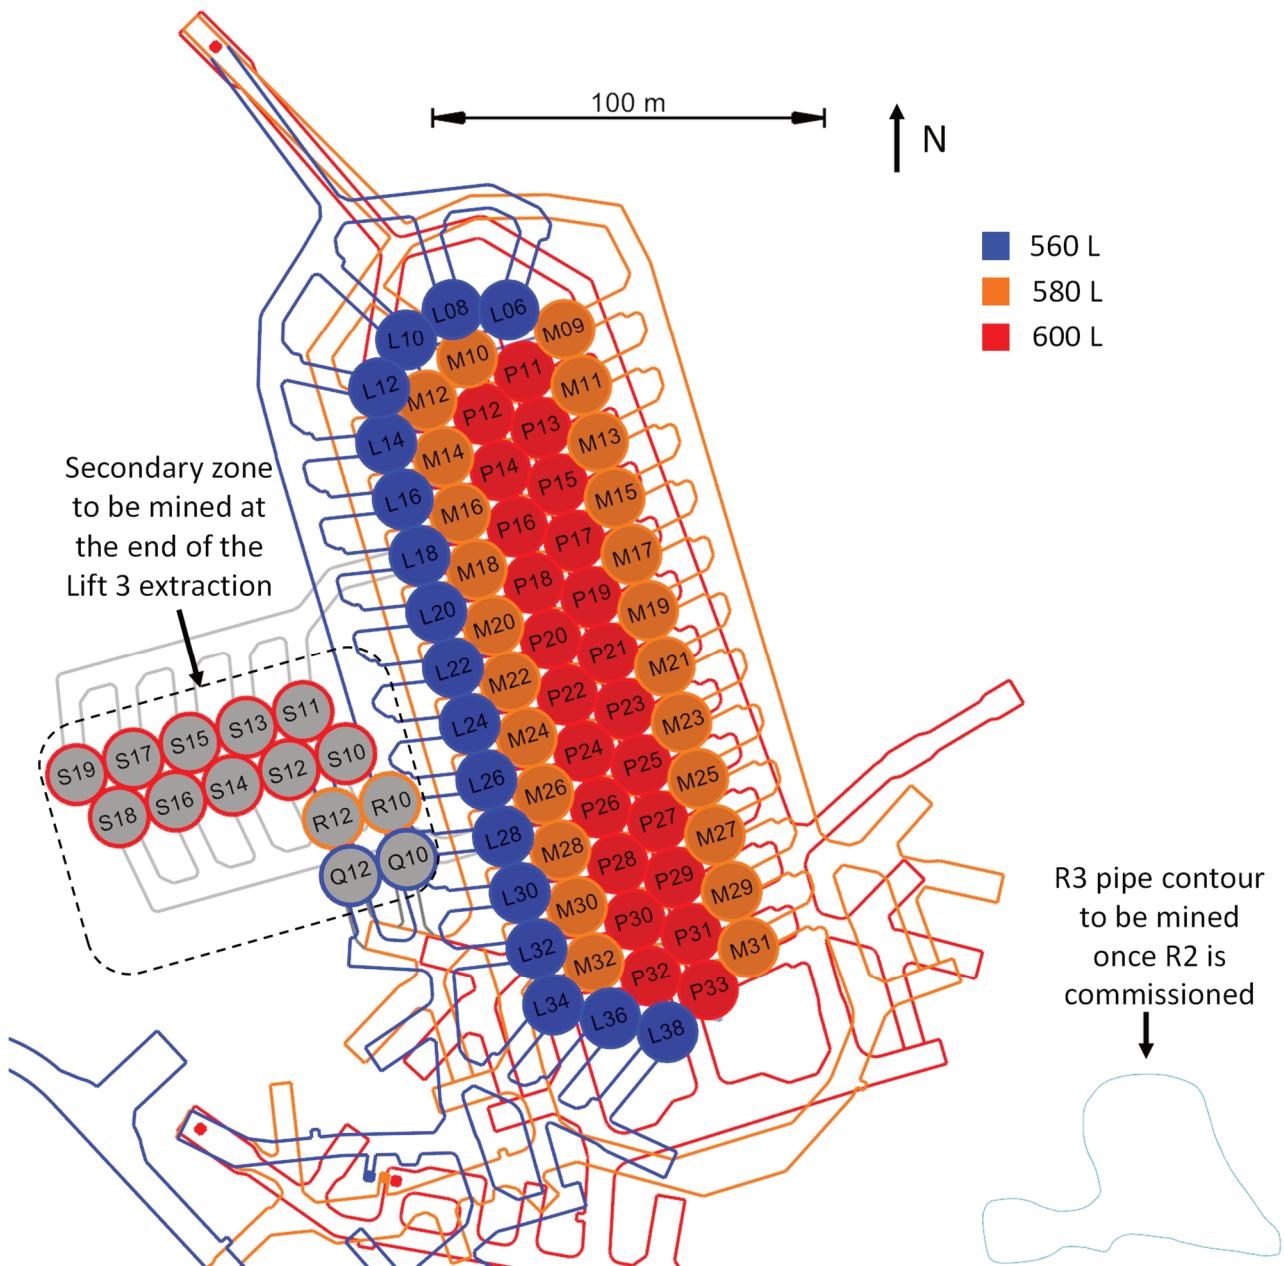 100 m
N
560 L
580 L
600 L
L08
L06
M09
L10
M10
P11
L12
M12
M11
P12
P13
L14
M14
M13
P14
P15
L16
M16
M15
P16
P17
L18
M18
M17
P18
P19
L20
M20
M19
P20
P21
L22
M22
M21
P22
P23
L24
M24
M23
P24
P25
L26
M26
M25
P26
P27
L28
M28
M27
P28
P29
L30
M30
M29
P30
P31
L32
M32
M31
P32
P33
L34
L36
L38
Secondary zone
to be mined at
the end of the
Lift 3 extraction
S19
S17
S15
S13
S11
S18
S16
S14
S12
S10
R12
R10
Q12
Q10
R3 pipe contour
to be mined
once R2 is
commissioned